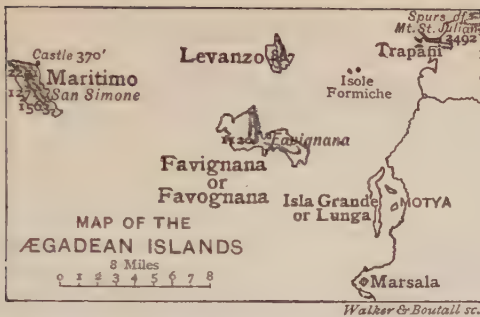 Spurs of
Mt. St. Julian
2492
Trapani
Castle 370'
Levanzo
Maritimo
San Simone
1563
Isole
Formiche
Favignana
Favignana
or
Favognana
Isla Grande
or Lunga
MOTYA
MAP OF THE
ÆGADEAN ISLANDS
8 Miles
0 1 2 3 4 5 6 7 8
Marsala
Walker & Boutall sc.